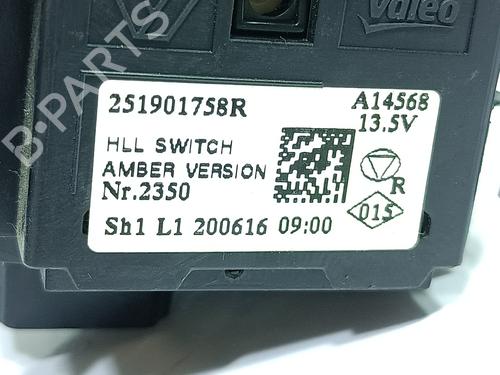 Valeo
B-PARTS
251901758R
A14568
13.5V
HLL SWITCH
AMBER VERSION
Nr.2350
R
Sh1 L1 200616 09:00
015